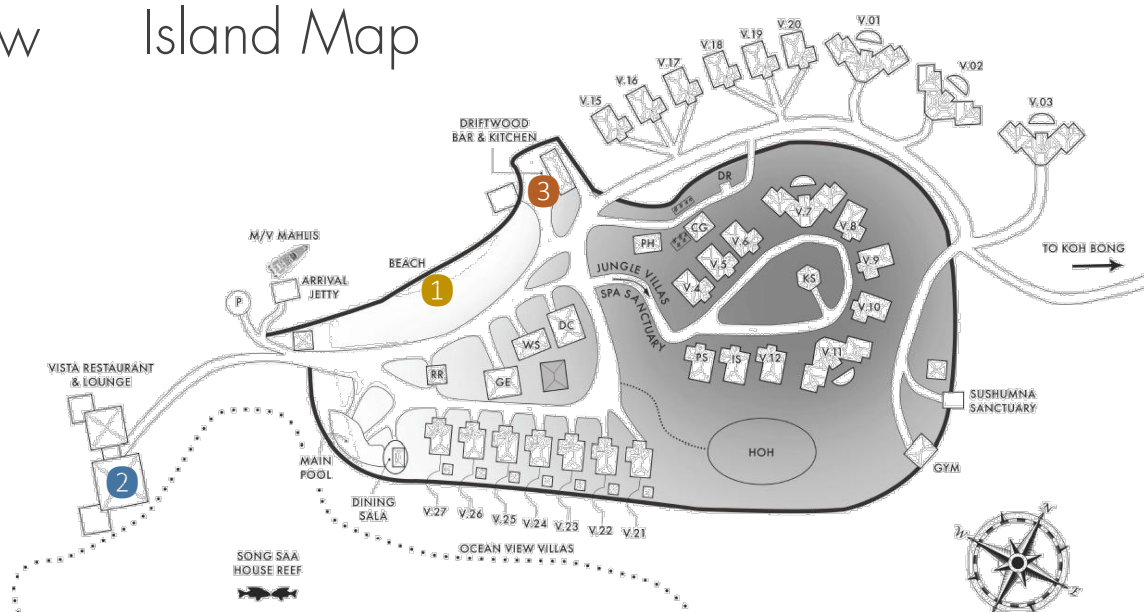 w
Island Map
V.01
V.20
V.19
V.18
V.17
V.16
V.15
V.02
V.03
DRIFTWOOD
BAR & KITCHEN
3
DR
V.7
CG
PH
V.6
V.8
V.5
V.9
V.4
KS
V.10
JUNGLE VILLAS
SPA SANCTUARY
TO KOH BONG
M/V MAHLIS
BEACH
ARRIVAL
JETTY
1
P
DC
WS
RR
GE
PS
IS
V.12
V.11
VISTA RESTAURANT
& LOUNGE
2
SUSHUMNA
SANCTUARY
GYM
HOH
MAIN
POOL
DINING
SALA
V.27
V.26
V.25
V.24
V.23
V.22
V.21
OCEAN VIEW VILLAS
SONG SAA
HOUSE REEF
N
W
E